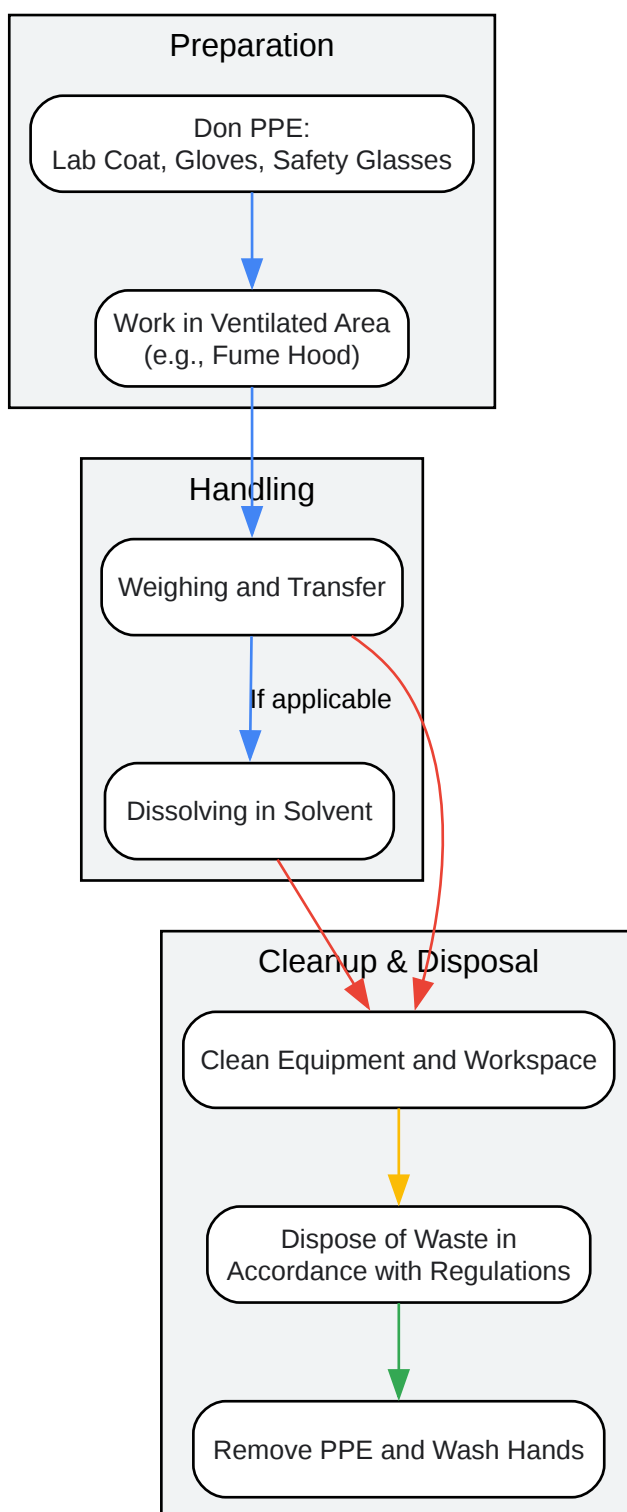 Preparation
Don PPE:
Lab Coat, Gloves, Safety Glasses
Work in Ventilated Area
(e.g., Fume Hood)
Handling
Weighing and Transfer
If applicable
Dissolving in Solvent
Cleanup & Disposal
Clean Equipment and Workspace
Dispose of Waste in
Accordance with Regulations
Remove PPE and Wash Hands